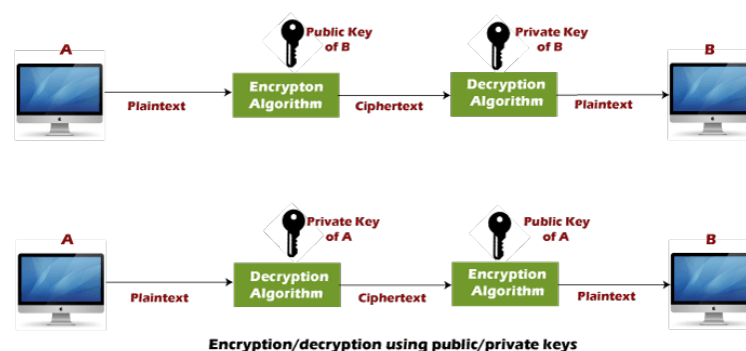 A
Public Key
of B
Private Key
of B
B
Encrypton
Algorithm
Decryption
Algorithm
Plaintext
Ciphertext
Plaintext
A
Private Key
of A
Public Key
of A
B
Decryption
Algorithm
Encryption
Algorithm
Plaintext
Ciphertext
Plaintext
Encryption/decryption using public/private keys